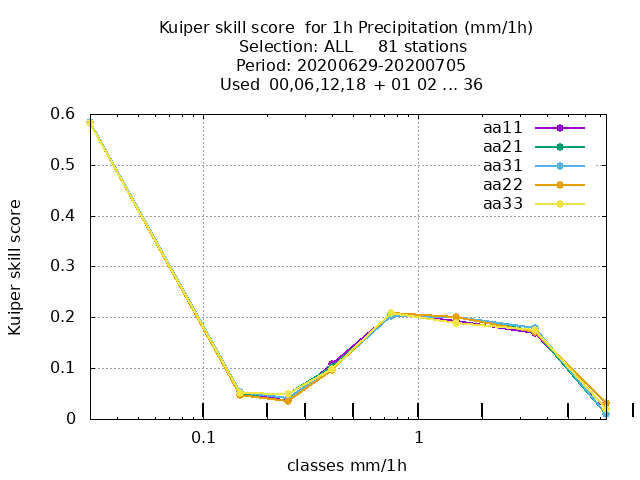 Kuiper skill score  for 1h Precipitation (mm/1h)
Selection: ALL     81 stations
Period: 20200629-20200705
Used  00,06,12,18  + 01 02 ... 36
aa11
aa21
aa31
aa22
aa33
0.6
0.5
0.4
0.3
0.2
0.1
0
Kuiper skill score
0.1 1
classes mm/1h